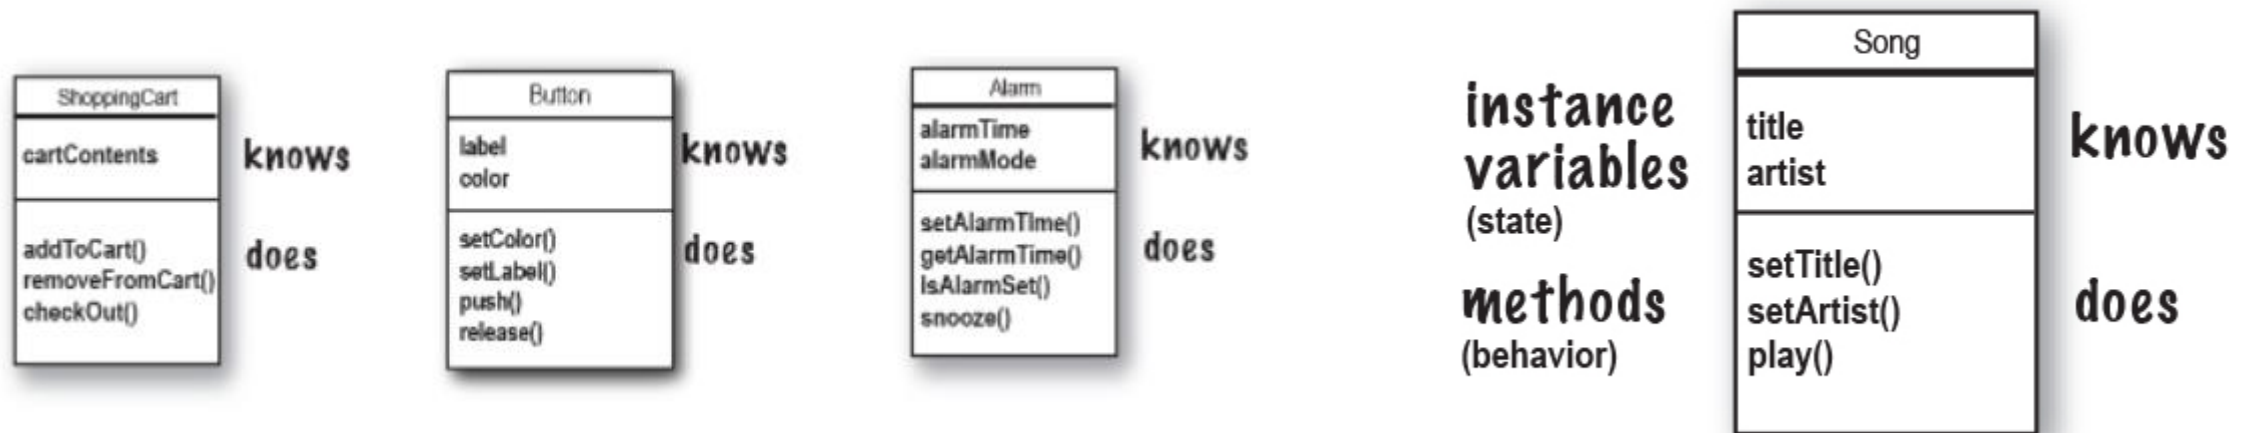 ShoppingCart
cartContents
knows
addToCart()
removeFromCart()
checkOut()
does
Button
label
color
knows
setColor()
setLabel()
push()
release()
does
Alarm
alarmTime
alarmMode
knows
setAlarmTIme()
getAlarmTime()
IsAlarmSet()
snooze()
does
instance
variables
(state)
methods
(behavior)
Song
title
artist
knows
setTitle()
setArtist()
play()
does